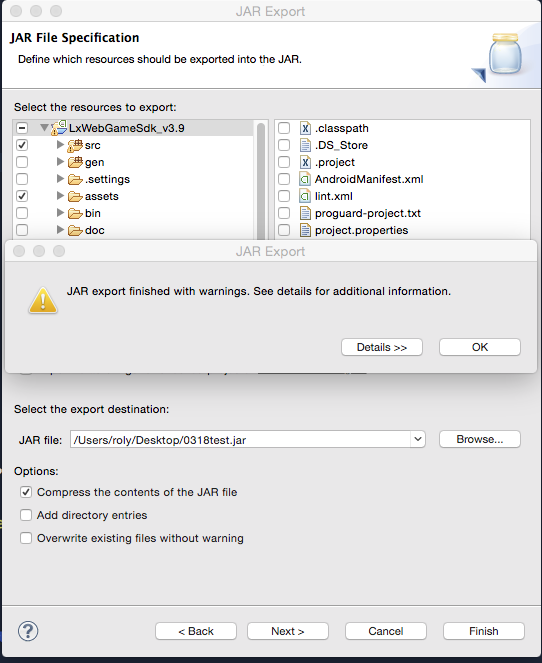 JAR Export
JAR File Specification
Define which resources should be exported into the JAR.
Select the resources to export:
LxWebGameSdk_v3.9
src
gen
.settings
assets
bin
doc
.classpath
.DS_Store
.project
AndroidManifest.xml
lint.xml
proguard-project.txt
project.properties
JAR Export
JAR export finished with warnings. See details for additional information.
Details >>
OK
Select the export destination:
JAR file:
/Users/roly/Desktop/0318test.jar
Browse...
Options:
Compress the contents of the JAR file
Add directory entries
Overwrite existing files without warning
?
< Back
Next >
Cancel
Finish